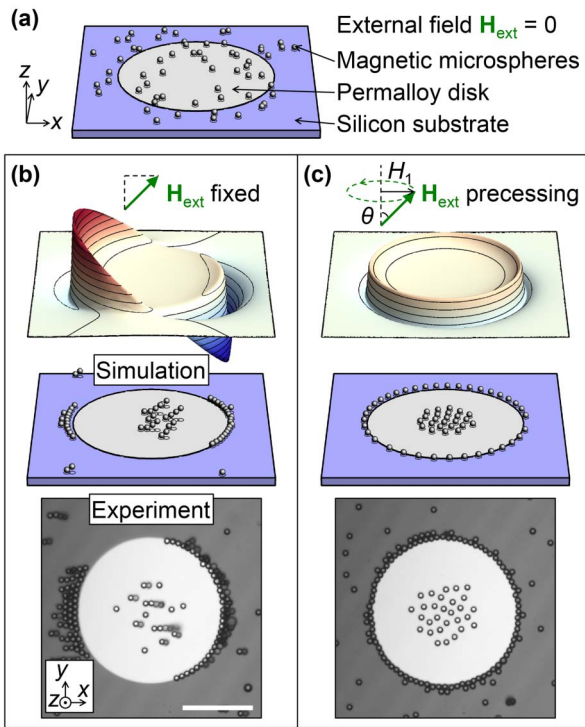 (a)
External field H_ext = 0
Magnetic microspheres
Permalloy disk
Silicon substrate
z
y
x
(b)
H_ext fixed
(c)
H_1
H_ext precessing
θ
Simulation
Experiment
y
z
x